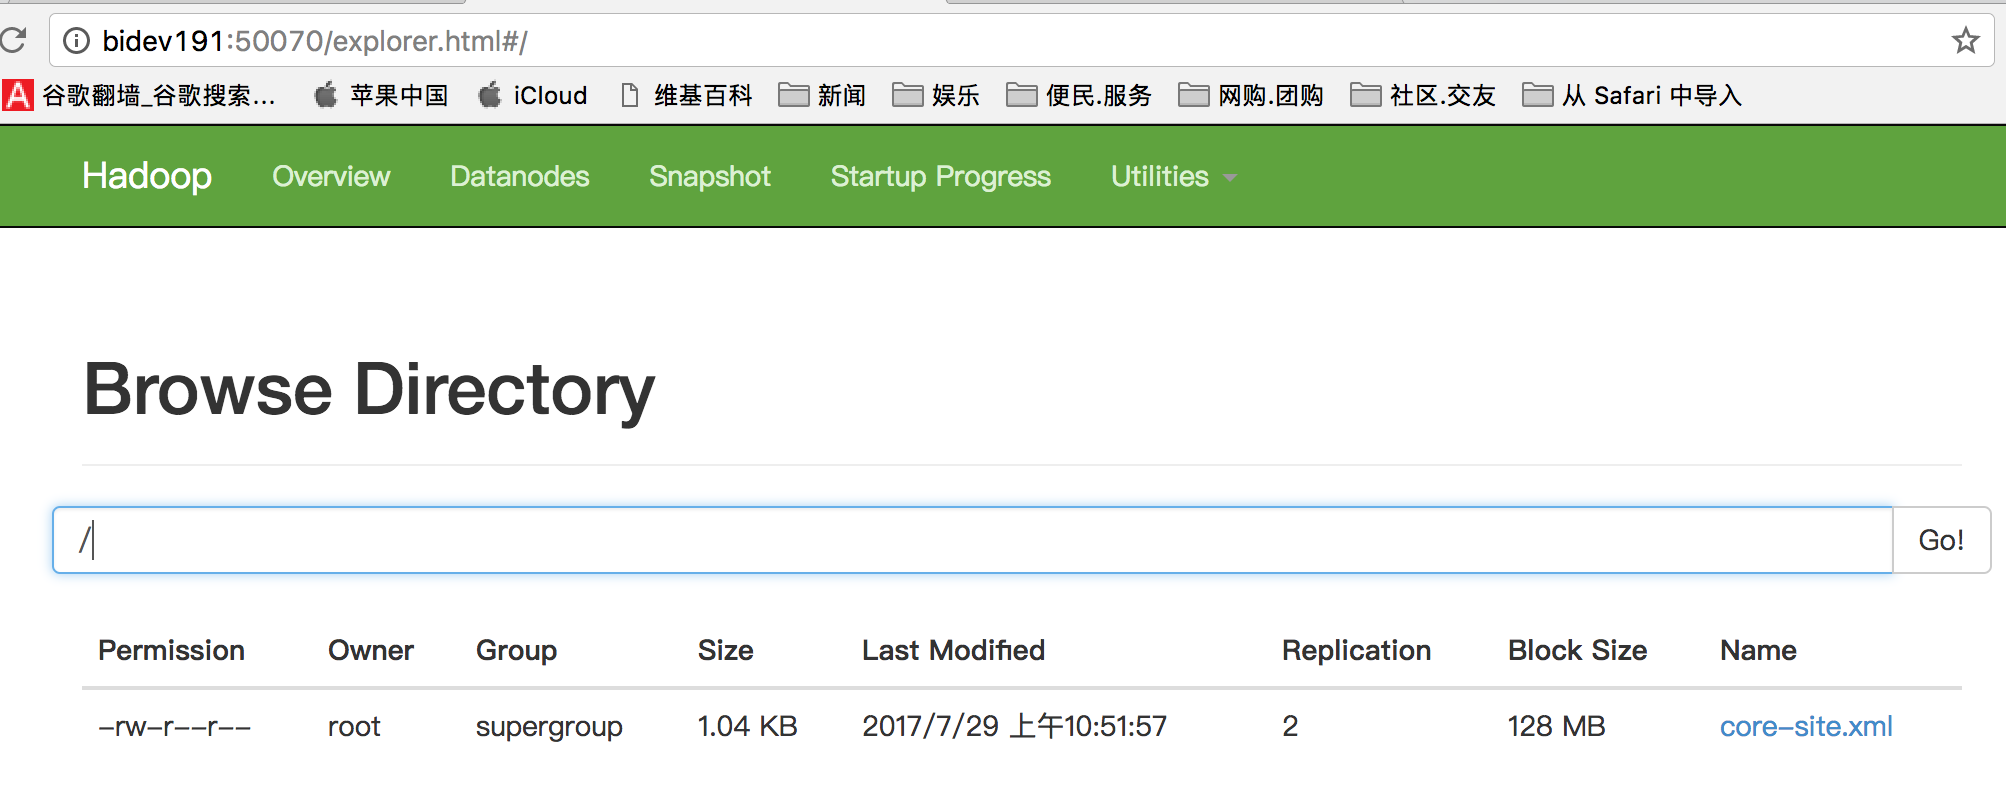 bidev191:50070/explorer.html#/
A 谷歌翻墙_谷歌搜索... 苹果中国 iCloud 维基百科 新闻 娱乐 便民.服务 网购.团购 社区.交友 从 Safari 中导入
Hadoop Overview Datanodes Snapshot Startup Progress Utilities
Browse Directory
/ Go!
Permission Owner Group Size Last Modified Replication Block Size Name
-rw-r--r-- root supergroup 1.04 KB 2017/7/29 上午10:51:57 2 128 MB core-site.xml